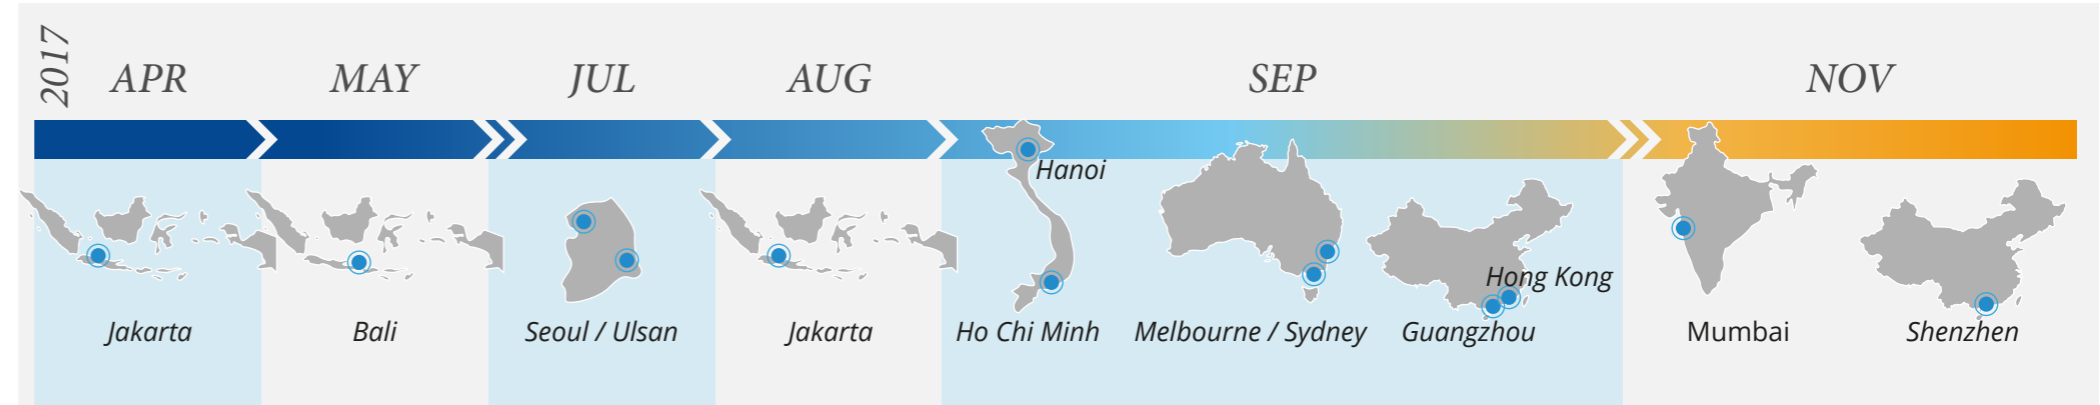 2017
APR
MAY
JUL
AUG
SEP
NOV
Hanoi
Hong Kong
Jakarta
Bali
Seoul / Ulsan
Jakarta
Ho Chi Minh
Melbourne / Sydney
Guangzhou
Mumbai
Shenzhen